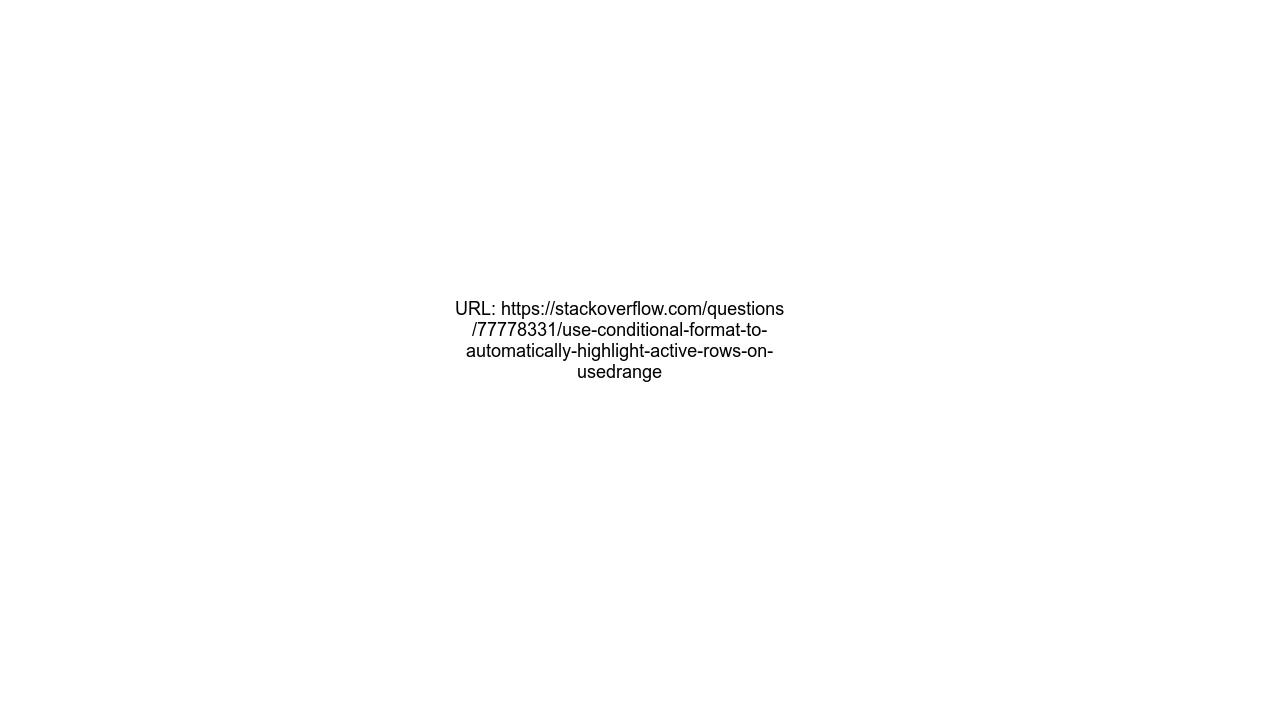 URL: https://stackoverflow.com/questions
/77778331/use-conditional-format-to-
automatically-highlight-active-rows-on-
usedrange